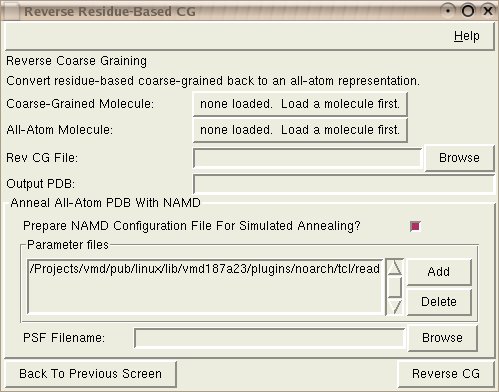 Reverse Residue-Based CG
Help
Reverse Coarse Graining
Convert residue-based coarse-grained back to an all-atom representation.
Coarse-Grained Molecule: none loaded. Load a molecule first.
All-Atom Molecule: none loaded. Load a molecule first.
Rev CG File: Browse
Output PDB:
Anneal All-Atom PDB With NAMD
Prepare NAMD Configuration File For Simulated Annealing?
Parameter files
/Projects/vmd/pub/linux/lib/vmd187a23/plugins/noarch/tcl/read
Add
Delete
PSF Filename: Browse
Back To Previous Screen Reverse CG